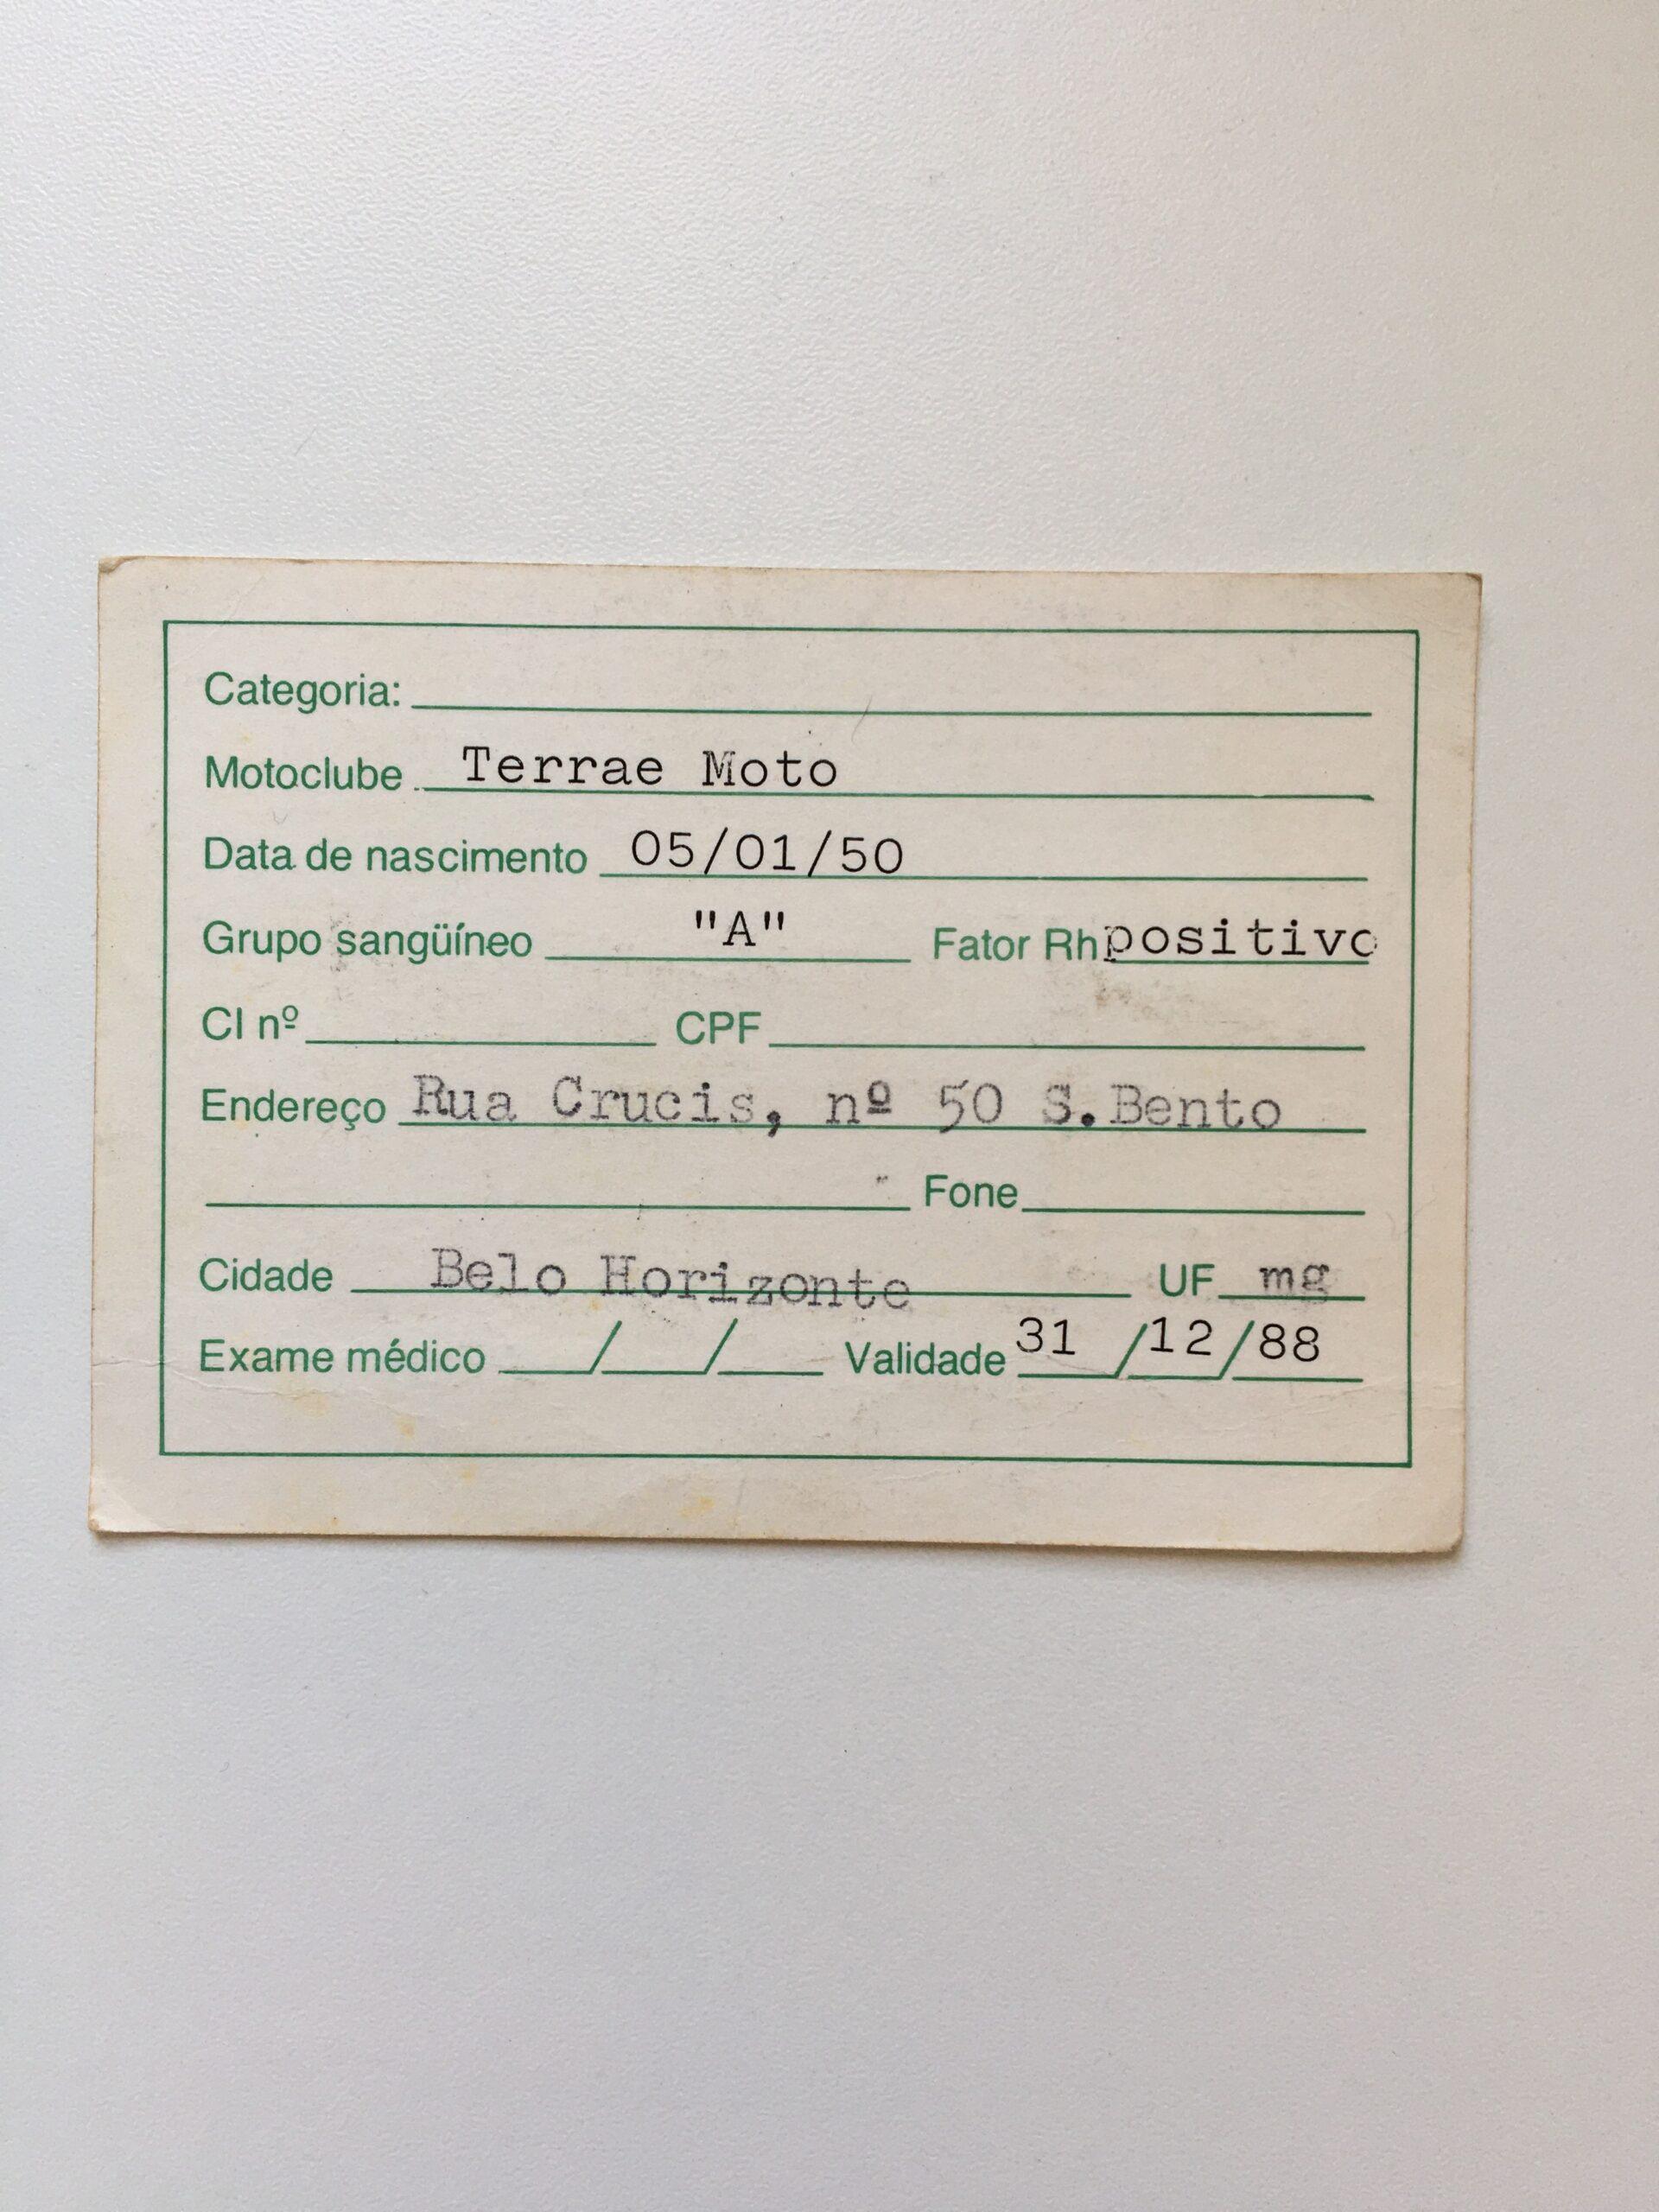 Categoria:
Motoclube Terrae Moto
Data de nascimento 05/01/50
Grupo sangüíneo "A" Fator Rh positivo
CI nº CPF
Endereço Rua Crucis, nº 50 S.Bento
Fone
Cidade Belo Horizonte UF mg
Exame médico / / Validade 31/12/88